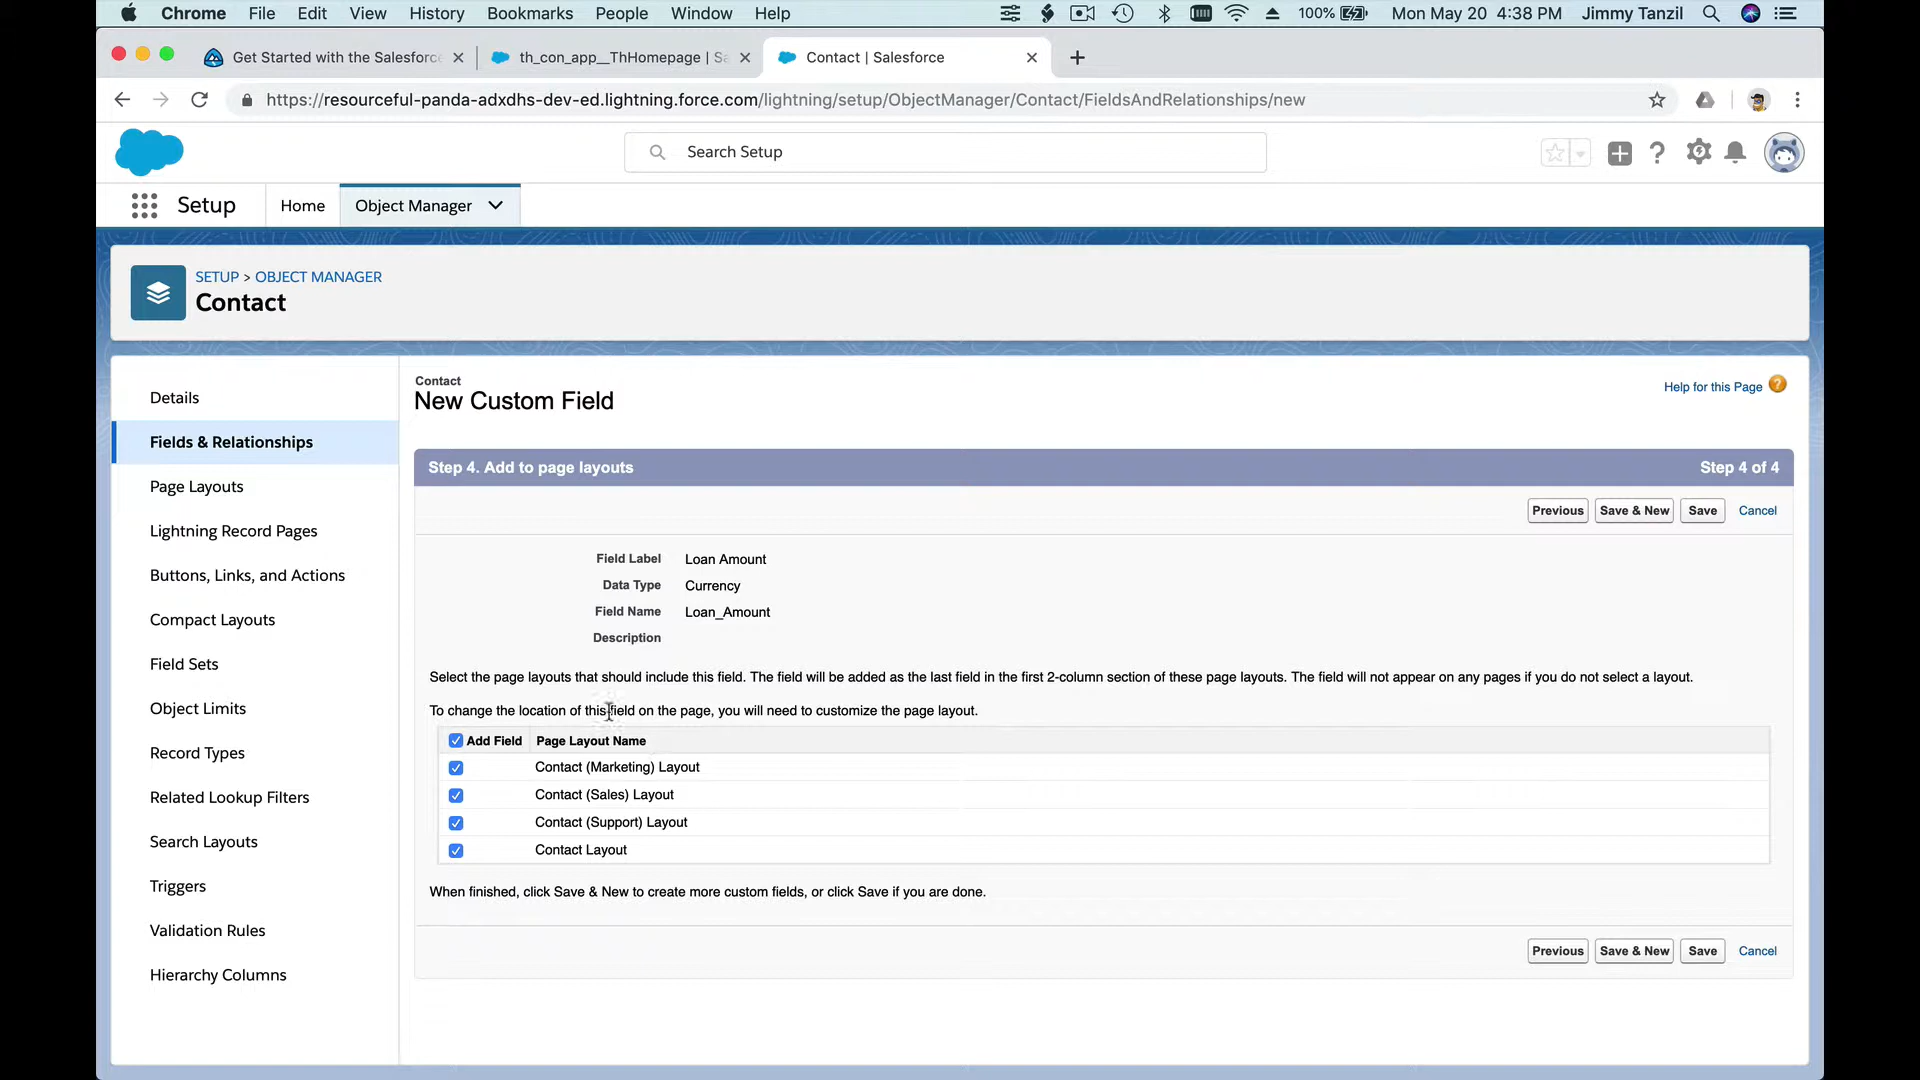 Chrome File Edit View History Bookmarks People Window Help 100% Mon May 20 4:38 PM Jimmy Tanzil
Get Started with the Salesforc th_con_app__ThHomepage | Sa Contact | Salesforce
https://resourceful-panda-adxdhs-dev-ed.lightning.force.com/lightning/setup/ObjectManager/Contact/FieldsAndRelationships/new
Search Setup
Setup Home Object Manager
SETUP > OBJECT MANAGER
Contact
Details
Fields & Relationships
Page Layouts
Lightning Record Pages
Buttons, Links, and Actions
Compact Layouts
Field Sets
Object Limits
Record Types
Related Lookup Filters
Search Layouts
Triggers
Validation Rules
Hierarchy Columns
Contact
New Custom Field
Help for this Page ?
Step 4. Add to page layouts Step 4 of 4
Previous Save & New Save Cancel
Field Label Loan Amount
Data Type Currency
Field Name Loan_Amount
Description
Select the page layouts that should include this field. The field will be added as the last field in the first 2-column section of these page layouts. The field will not appear on any pages if you do not select a layout.
To change the location of this field on the page, you will need to customize the page layout.
Add Field Page Layout Name
Contact (Marketing) Layout
Contact (Sales) Layout
Contact (Support) Layout
Contact Layout
When finished, click Save & New to create more custom fields, or click Save if you are done.
Previous Save & New Save Cancel